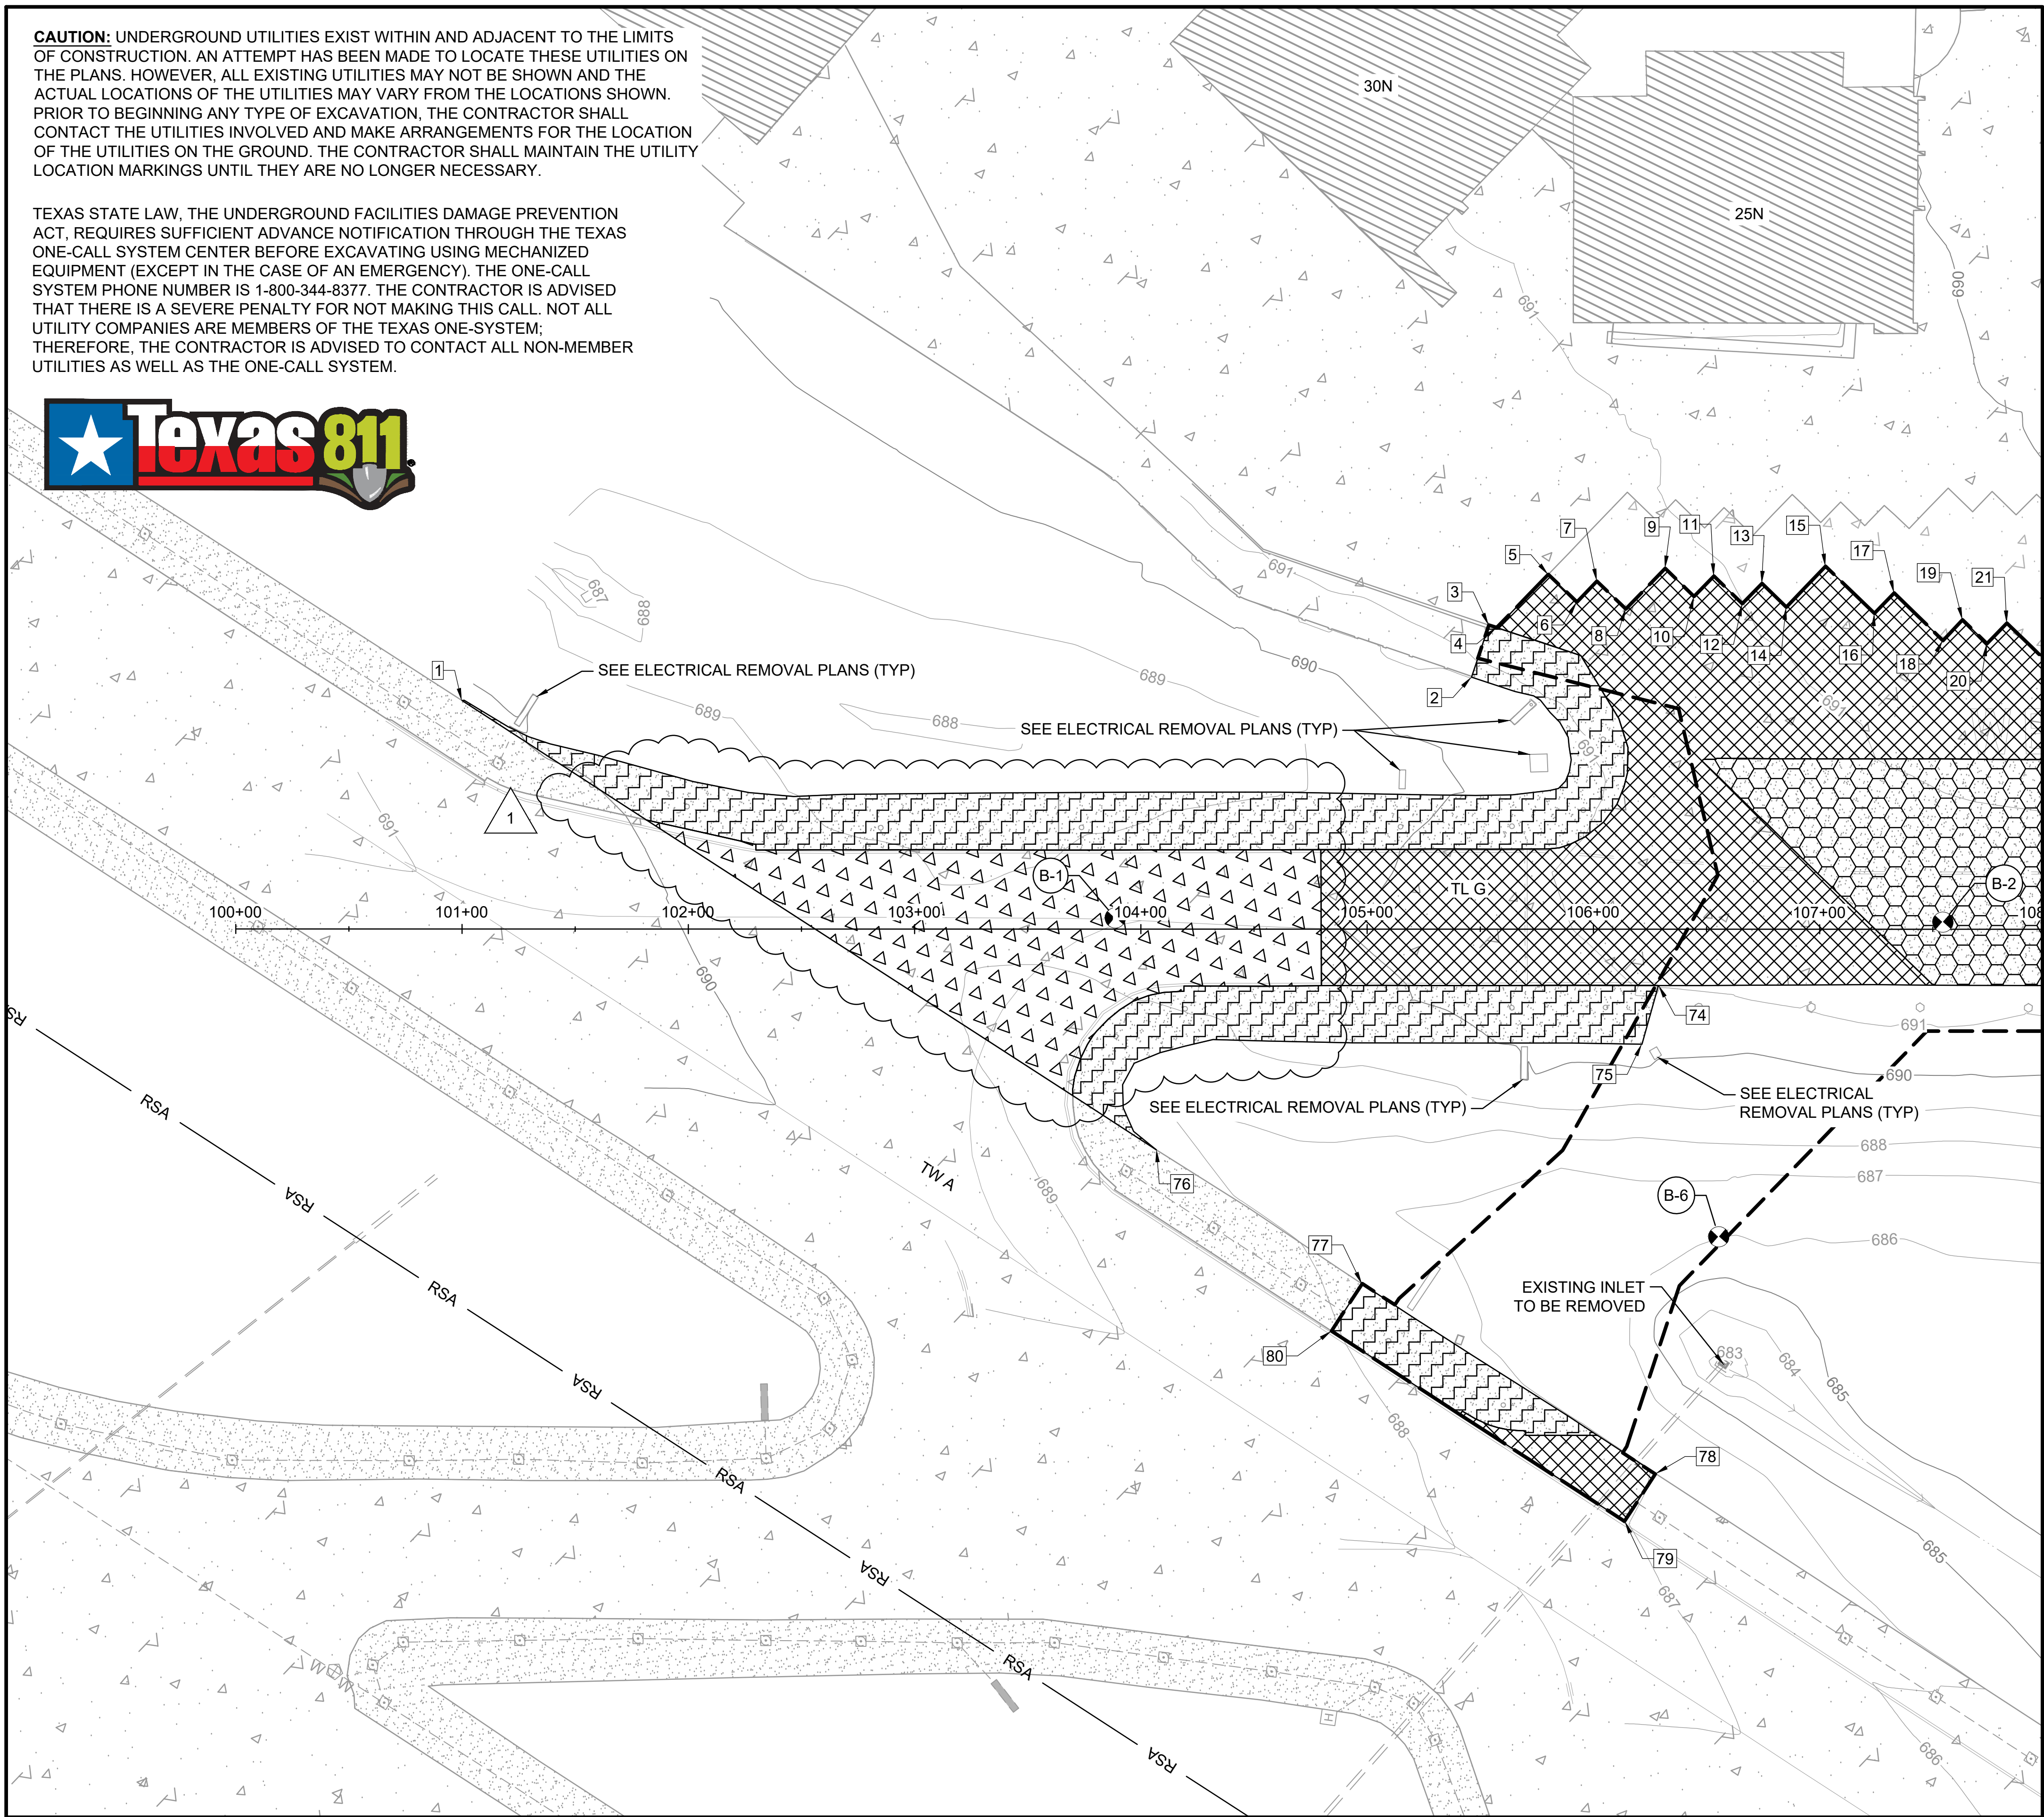 CAUTION: UNDERGROUND UTILITIES EXIST WITHIN AND ADJACENT TO THE LIMITS
OF CONSTRUCTION. AN ATTEMPT HAS BEEN MADE TO LOCATE THESE UTILITIES ON
THE PLANS. HOWEVER, ALL EXISTING UTILITIES MAY NOT BE SHOWN AND THE
ACTUAL LOCATIONS OF THE UTILITIES MAY VARY FROM THE LOCATIONS SHOWN.
PRIOR TO BEGINNING ANY TYPE OF EXCAVATION, THE CONTRACTOR SHALL
CONTACT THE UTILITIES INVOLVED AND MAKE ARRANGEMENTS FOR THE LOCATION
OF THE UTILITIES ON THE GROUND. THE CONTRACTOR SHALL MAINTAIN THE UTILITY
LOCATION MARKINGS UNTIL THEY ARE NO LONGER NECESSARY.
TEXAS STATE LAW, THE UNDERGROUND FACILITIES DAMAGE PREVENTION
ACT, REQUIRES SUFFICIENT ADVANCE NOTIFICATION THROUGH THE TEXAS
ONE-CALL SYSTEM CENTER BEFORE EXCAVATING USING MECHANIZED
EQUIPMENT (EXCEPT IN THE CASE OF AN EMERGENCY). THE ONE-CALL
SYSTEM PHONE NUMBER IS 1-800-344-8377. THE CONTRACTOR IS ADVISED
THAT THERE IS A SEVERE PENALTY FOR NOT MAKING THIS CALL. NOT ALL
UTILITY COMPANIES ARE MEMBERS OF THE TEXAS ONE-SYSTEM;
THEREFORE, THE CONTRACTOR IS ADVISED TO CONTACT ALL NON-MEMBER
UTILITIES AS WELL AS THE ONE-CALL SYSTEM.
Texas 811
30N
25N
690
691
691
5
7
9
11
13
15
17
19
21
3
4
6
8
10
12
14
16
18
20
2
687
688
1
SEE ELECTRICAL REMOVAL PLANS (TYP)
690
689
689
688
SEE ELECTRICAL REMOVAL PLANS (TYP)
691
691
1
691
B-1
TL G
B-2
100+00
101+00
102+00
103+00
104+00
105+00
106+00
107+00
108
690
74
691
75
690
SEE ELECTRICAL REMOVAL PLANS (TYP)
SEE ELECTRICAL
REMOVAL PLANS (TYP)
688
687
TW A
689
76
B-6
686
77
EXISTING INLET
TO BE REMOVED
80
683
684
685
688
78
79
685
687
686
RSA
RSA
RSA
RSA
RSA
RSA
RSA
RSA
RSA
H